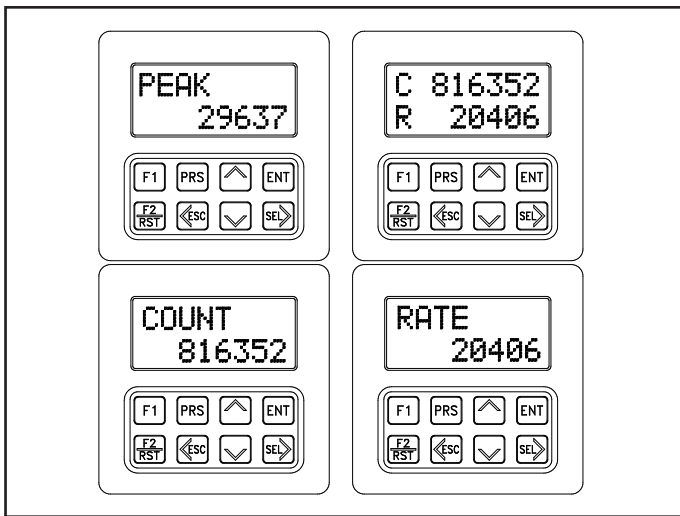 PEAK
29637
F1 PRS ENT
F2
RST ESC SEL
C 816352
R 20406
F1 PRS ENT
F2
RST ESC SEL
COUNT
816352
F1 PRS ENT
F2
RST ESC SEL
RATE
20406
F1 PRS ENT
F2
RST ESC SEL